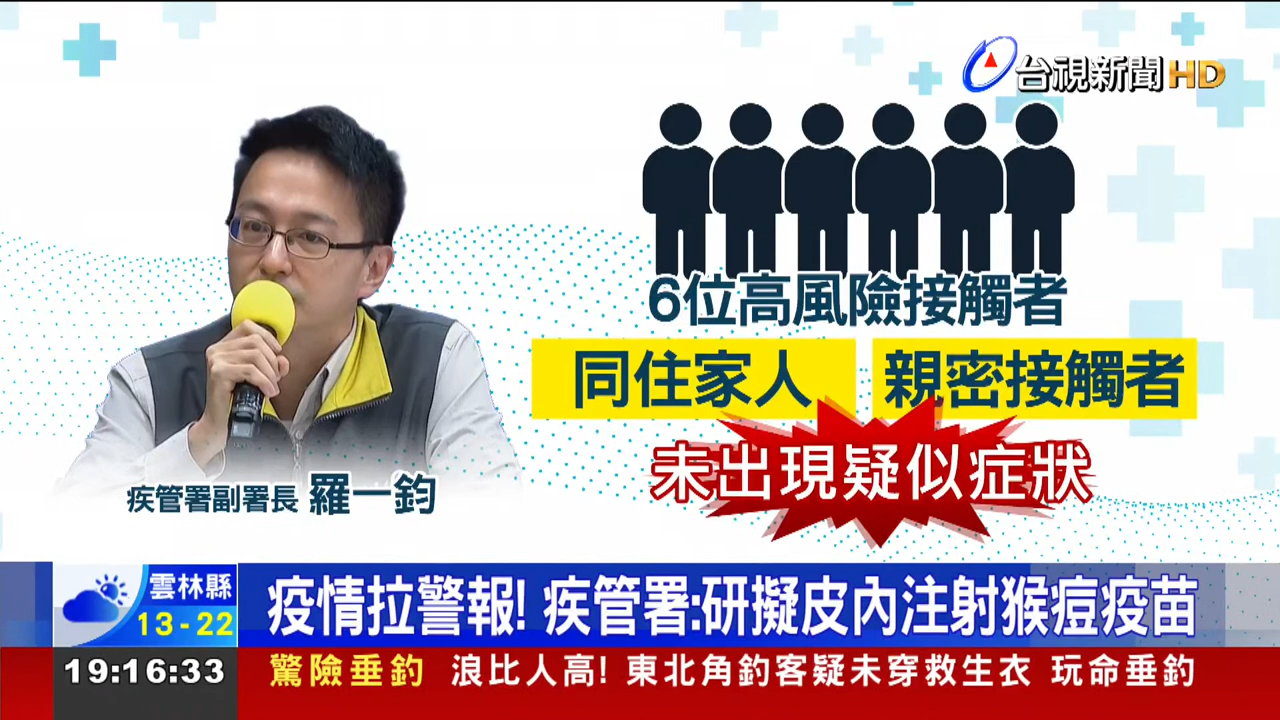 台視新聞HD
6位高風險接觸者
同住家人 親密接觸者
未出現疑似症狀
疾管署副署長 羅一鈞
雲林縣
13-22
疫情拉警報! 疾管署:研擬皮內注射猴痘疫苗
19:16:33
驚險垂釣 浪比人高! 東北角釣客疑未穿救生衣 玩命垂釣